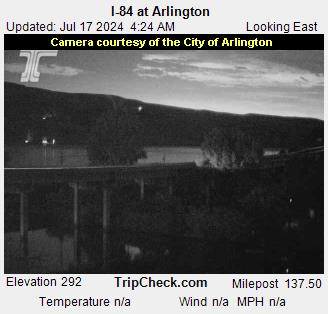 I-84 at Arlington
Updated: Jul 17 2024 4:24 AM Looking East
Camera courtesy of the City of Arlington
Elevation 292 TripCheck.com Milepost 137.50
Temperature n/a Wind n/a MPH n/a